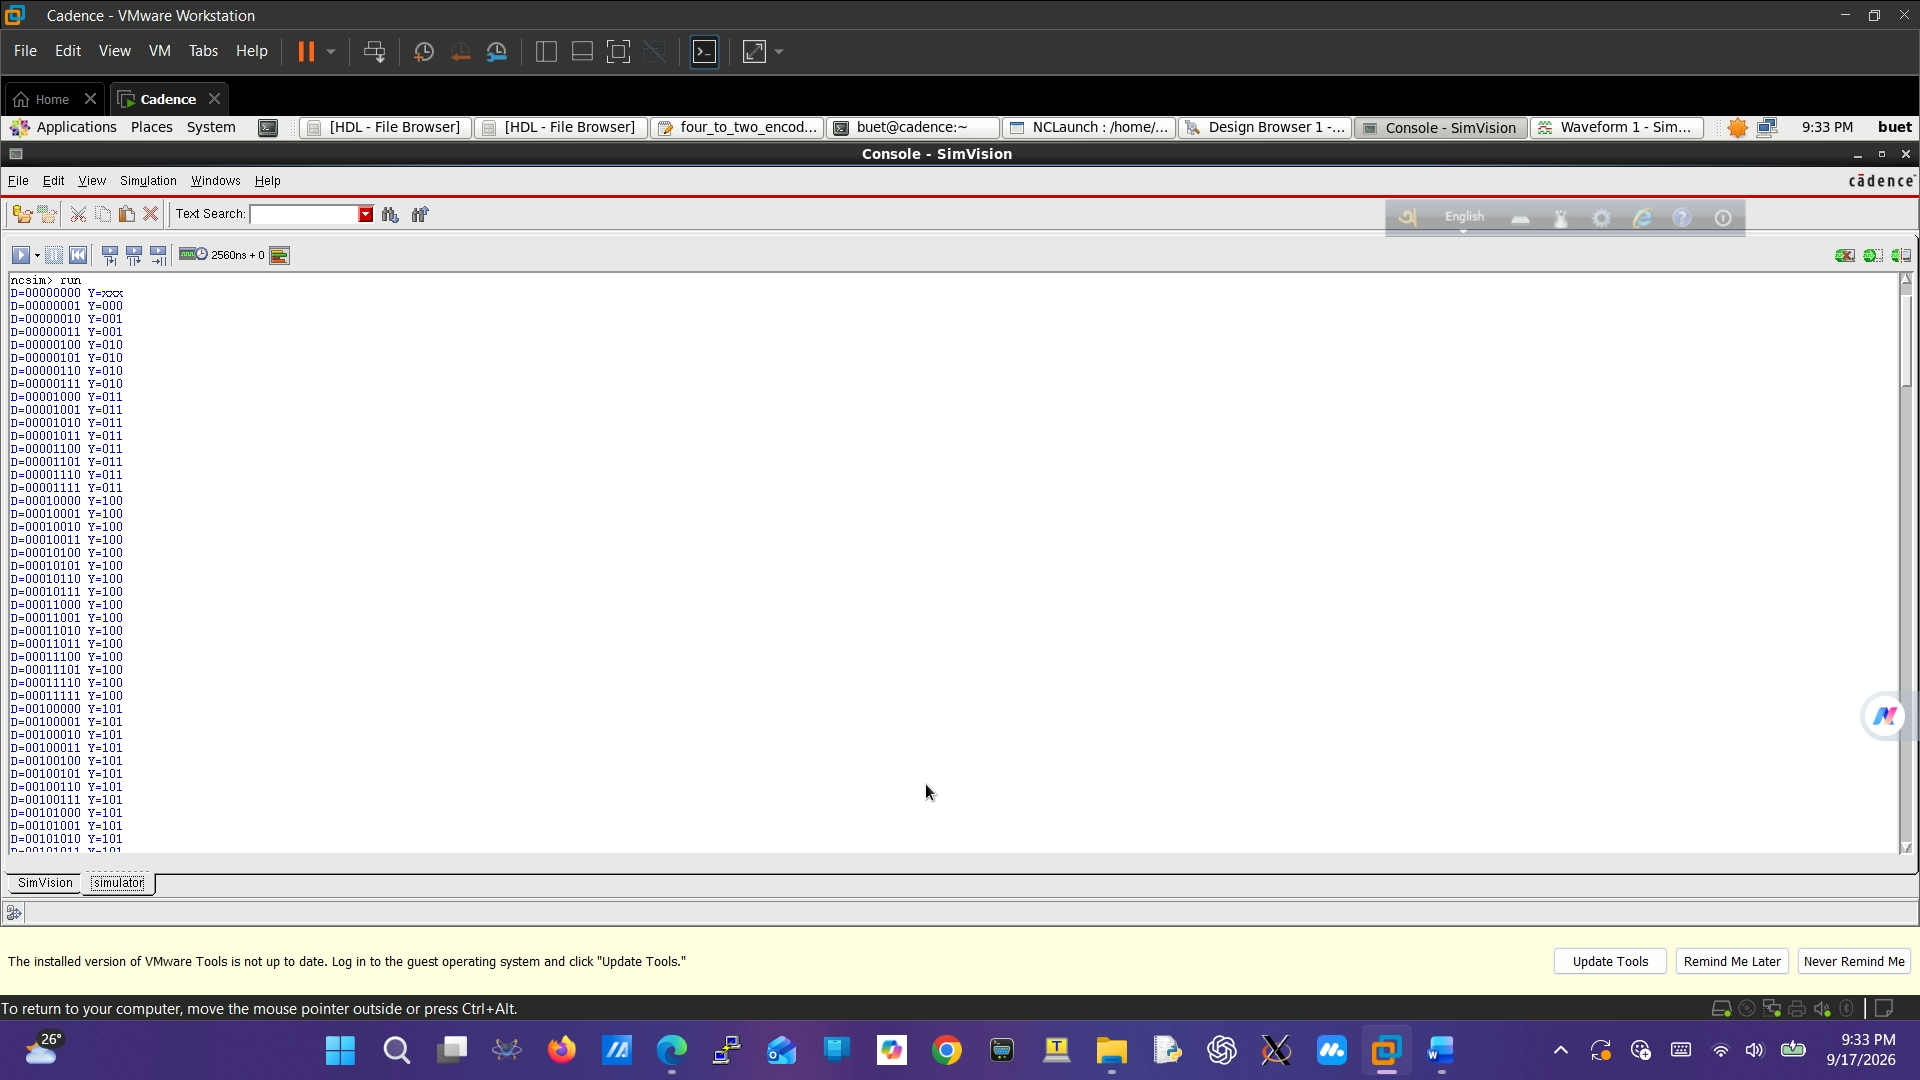 Cadence - VMware Workstation
File Edit View VM Tabs Help
Home Cadence
Applications Places System [HDL - File Browser] [HDL - File Browser] four_to_two_encod... buet@cadence:~ NCLaunch : /home/... Design Browser 1 -... Console - SimVision Waveform 1 - Sim... 9:33 PM buet
Console - SimVision
File Edit View Simulation Windows Help cādence
Text Search: English
2560ns + 0
ncsim> run
D=00000000 Y=xxx
D=00000001 Y=000
D=00000010 Y=001
D=00000011 Y=001
D=00000100 Y=010
D=00000101 Y=010
D=00000110 Y=010
D=00000111 Y=010
D=00001000 Y=011
D=00001001 Y=011
D=00001010 Y=011
D=00001011 Y=011
D=00001100 Y=011
D=00001101 Y=011
D=00001110 Y=011
D=00001111 Y=011
D=00010000 Y=100
D=00010001 Y=100
D=00010010 Y=100
D=00010011 Y=100
D=00010100 Y=100
D=00010101 Y=100
D=00010110 Y=100
D=00010111 Y=100
D=00011000 Y=100
D=00011001 Y=100
D=00011010 Y=100
D=00011011 Y=100
D=00011100 Y=100
D=00011101 Y=100
D=00011110 Y=100
D=00011111 Y=100
D=00100000 Y=101
D=00100001 Y=101
D=00100010 Y=101
D=00100011 Y=101
D=00100100 Y=101
D=00100101 Y=101
D=00100110 Y=101
D=00100111 Y=101
D=00101000 Y=101
D=00101001 Y=101
D=00101010 Y=101
D=00101011 Y=101
SimVision simulator
The installed version of VMware Tools is not up to date. Log in to the guest operating system and click "Update Tools." Update Tools Remind Me Later Never Remind Me
To return to your computer, move the mouse pointer outside or press Ctrl+Alt.
26° 9:33 PM
9/17/2026